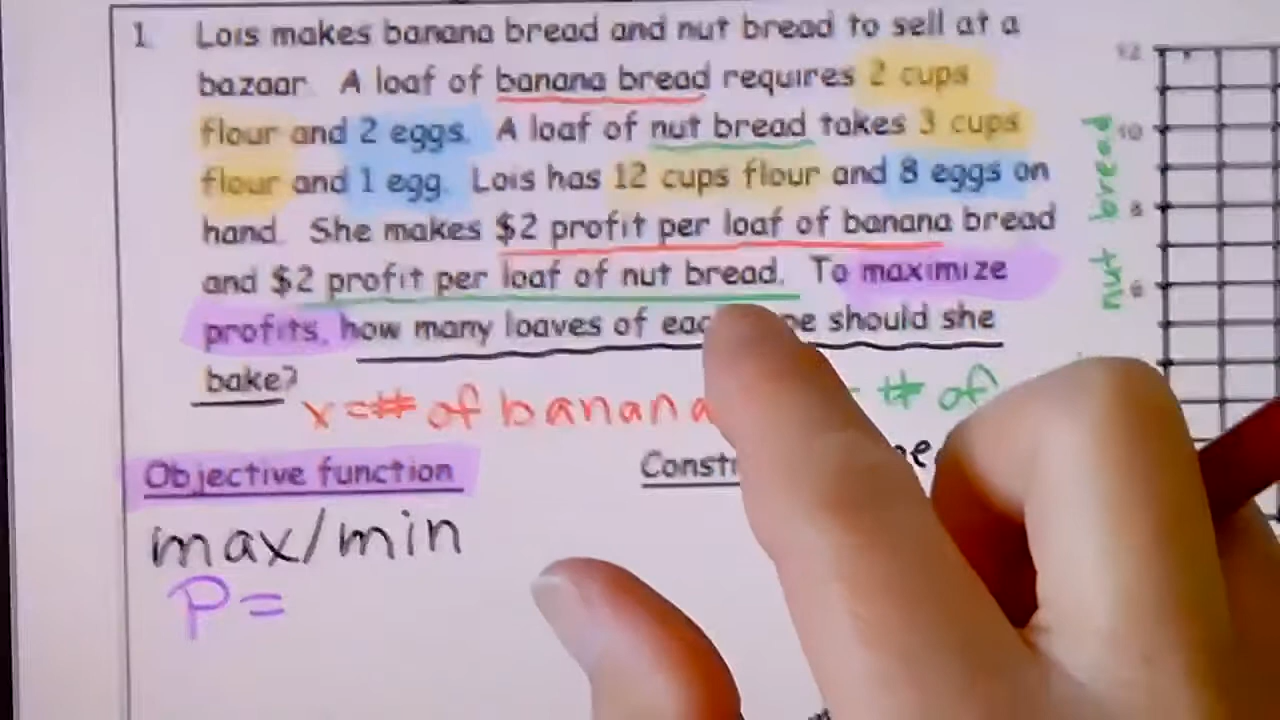 1. Lois makes banana bread and nut bread to sell at a
bazaar. A loaf of banana bread requires 2 cups
flour and 2 eggs. A loaf of nut bread takes 3 cups
flour and 1 egg. Lois has 12 cups flour and 8 eggs on
hand. She makes $2 profit per loaf of banana bread
and $2 profit per loaf of nut bread. To maximize
profits, how many loaves of should she
bake?
x = # of banana # of
Objective function
max/min
P =
12
10
8
6
nut bread